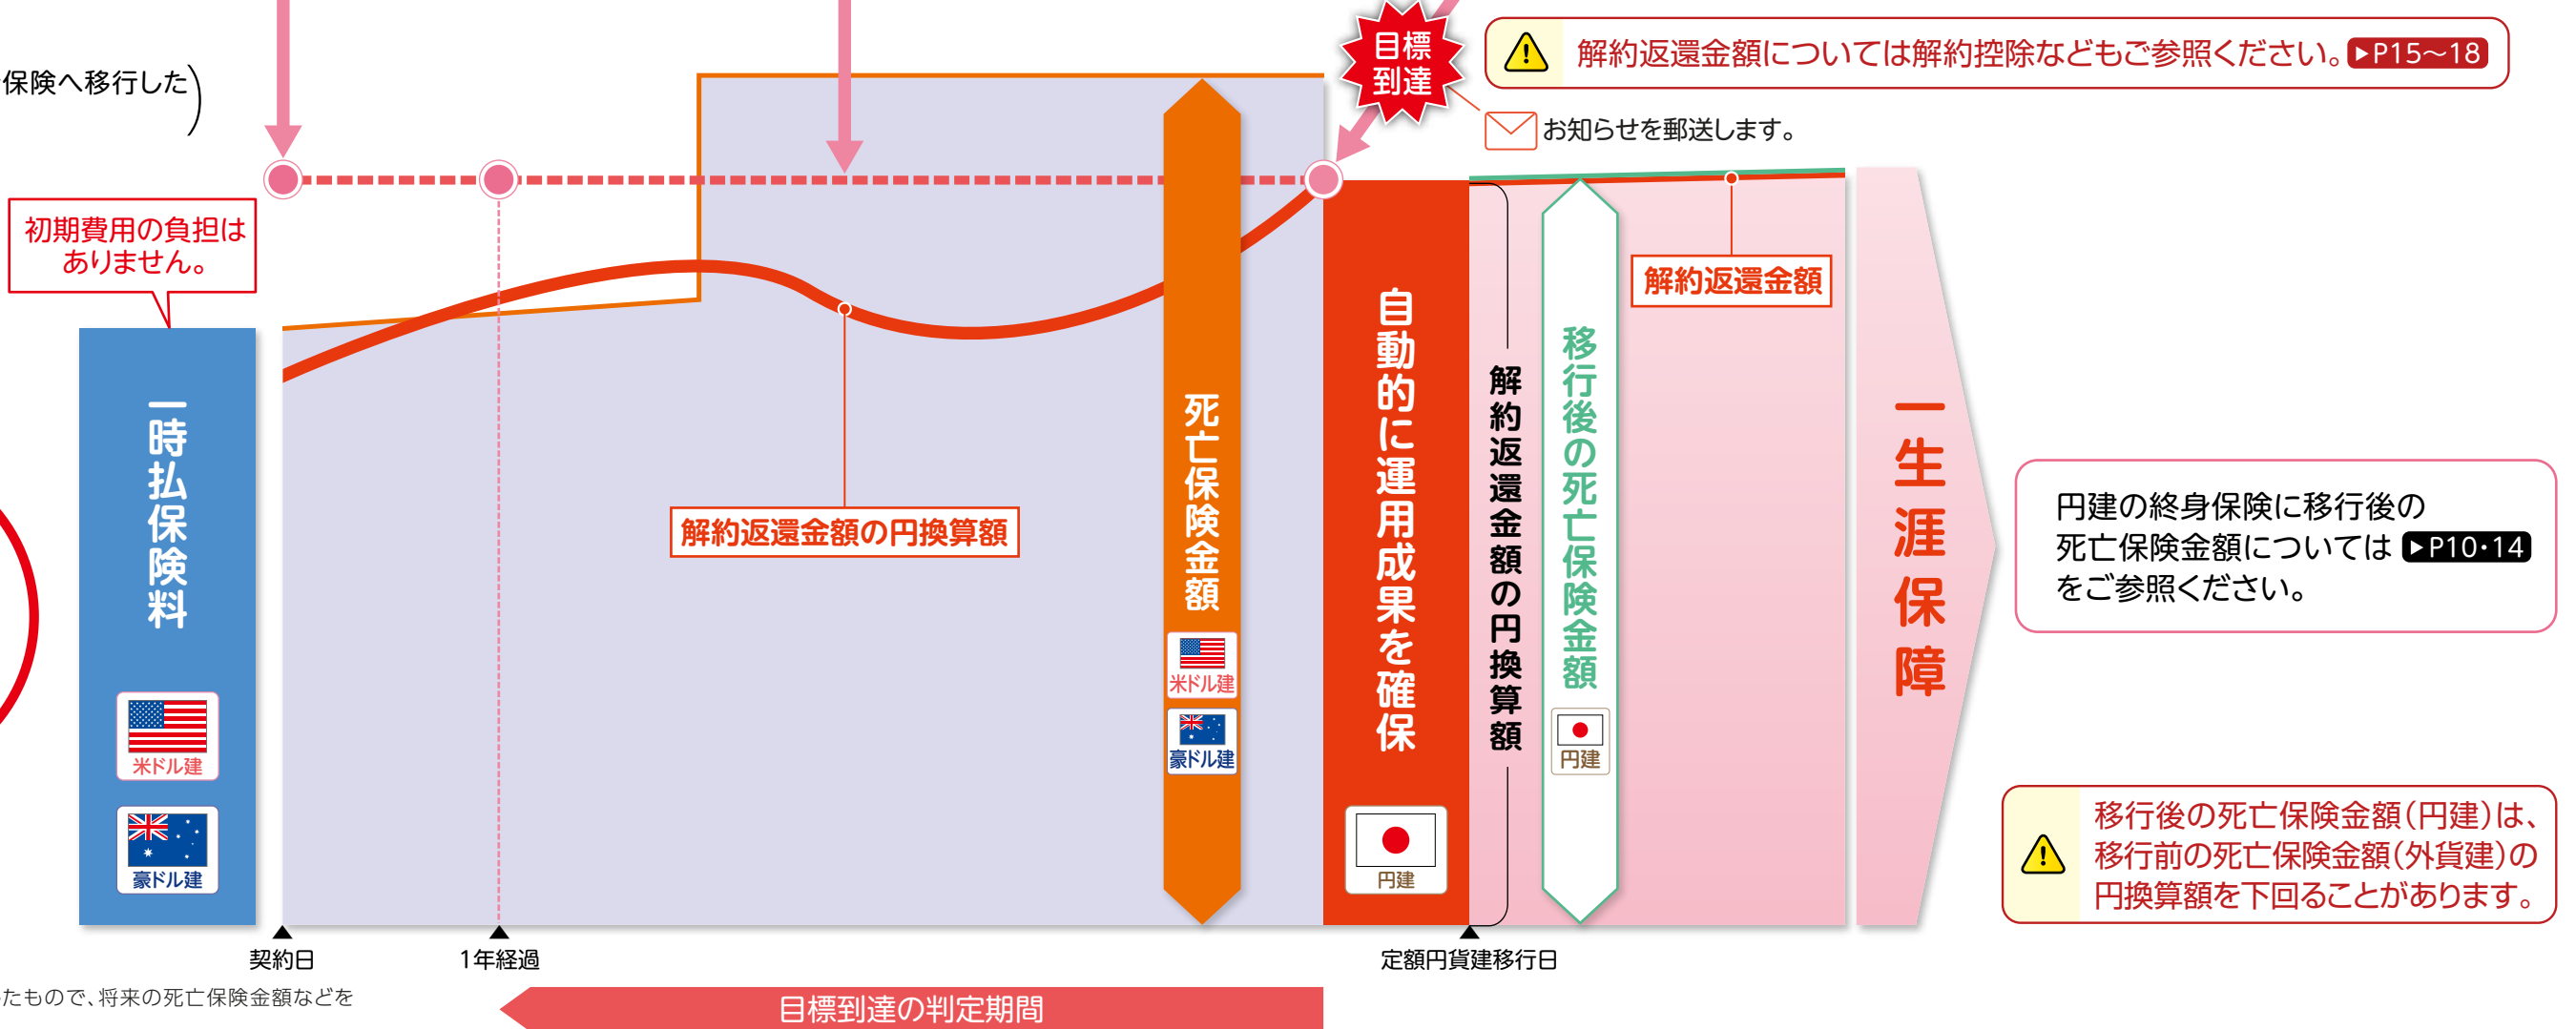 目標
到達
解約返還金額については解約控除などもご参照ください。▶P15～18
保険へ移行した)
お知らせを郵送します。
初期費用の負担は
ありません。
解約返還金額
解約返還金額の円換算額
一時払保険料
米ドル建
豪ドル建
死亡保険金額
米ドル建
豪ドル建
自動的に運用成果を確保
円建
解約返還金額の円換算額
移行後の死亡保険金額
円建
一生涯保障
円建の終身保険に移行後の
死亡保険金額については ▶P10・14
をご参照ください。
移行後の死亡保険金額(円建)は、
移行前の死亡保険金額(外貨建)の
円換算額を下回ることがあります。
契約日
1年経過
定額円貨建移行日
たもので、将来の死亡保険金額などを
目標到達の判定期間